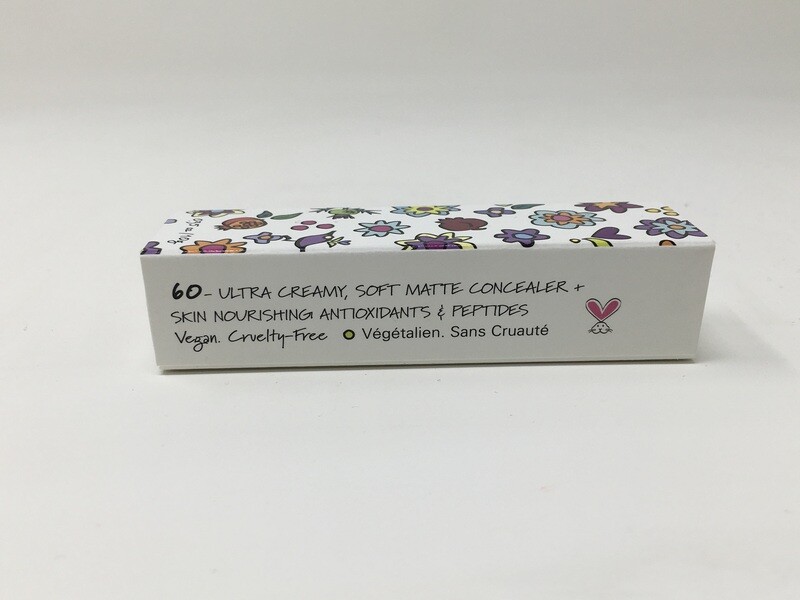 60 - ULTRA CREAMY, SOFT MATTE CONCEALER +
SKIN NOURISHING ANTIOXIDANTS & PEPTIDES
Vegan. Cruelty-Free Végétalien. Sans Cruauté